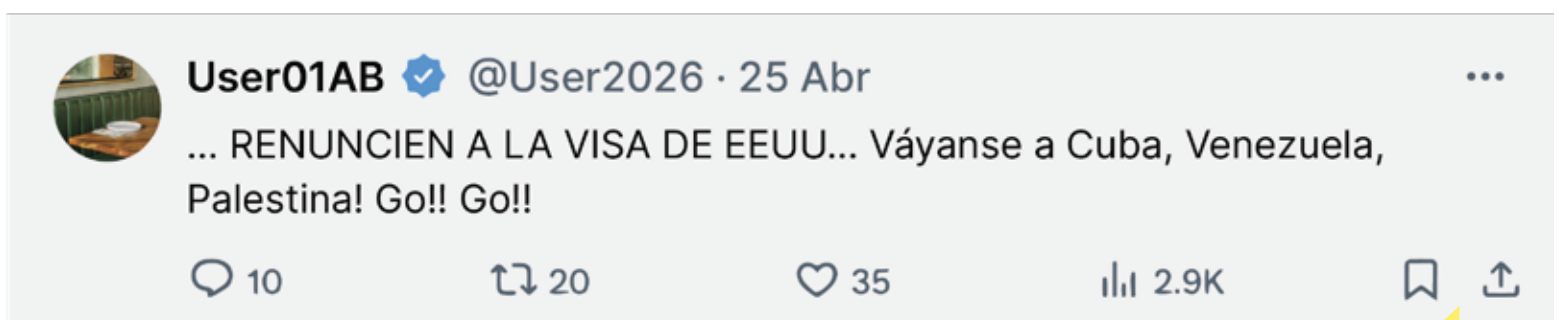 User01AB @User2026 · 25 Abr
... RENUNCIEN A LA VISA DE EEUU... Váyanse a Cuba, Venezuela,
Palestina! Go!! Go!!
10 20 35 2.9K